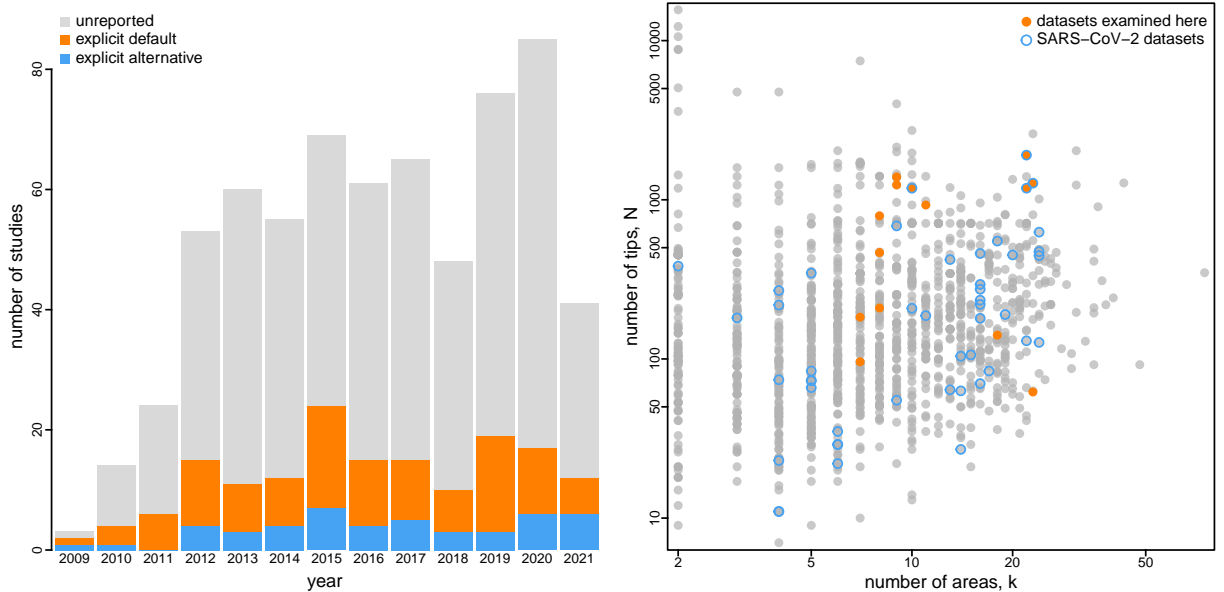 unreported
explicit default
explicit alternative
number of studies
0
20
40
60
80
2009 2010 2011 2012 2013 2014 2015 2016 2017 2018 2019 2020 2021
year
datasets examined here
SARS−CoV−2 datasets
number of tips, N
10
50
100
500
1000
5000
10000
2 5 10 20 50
number of areas, k